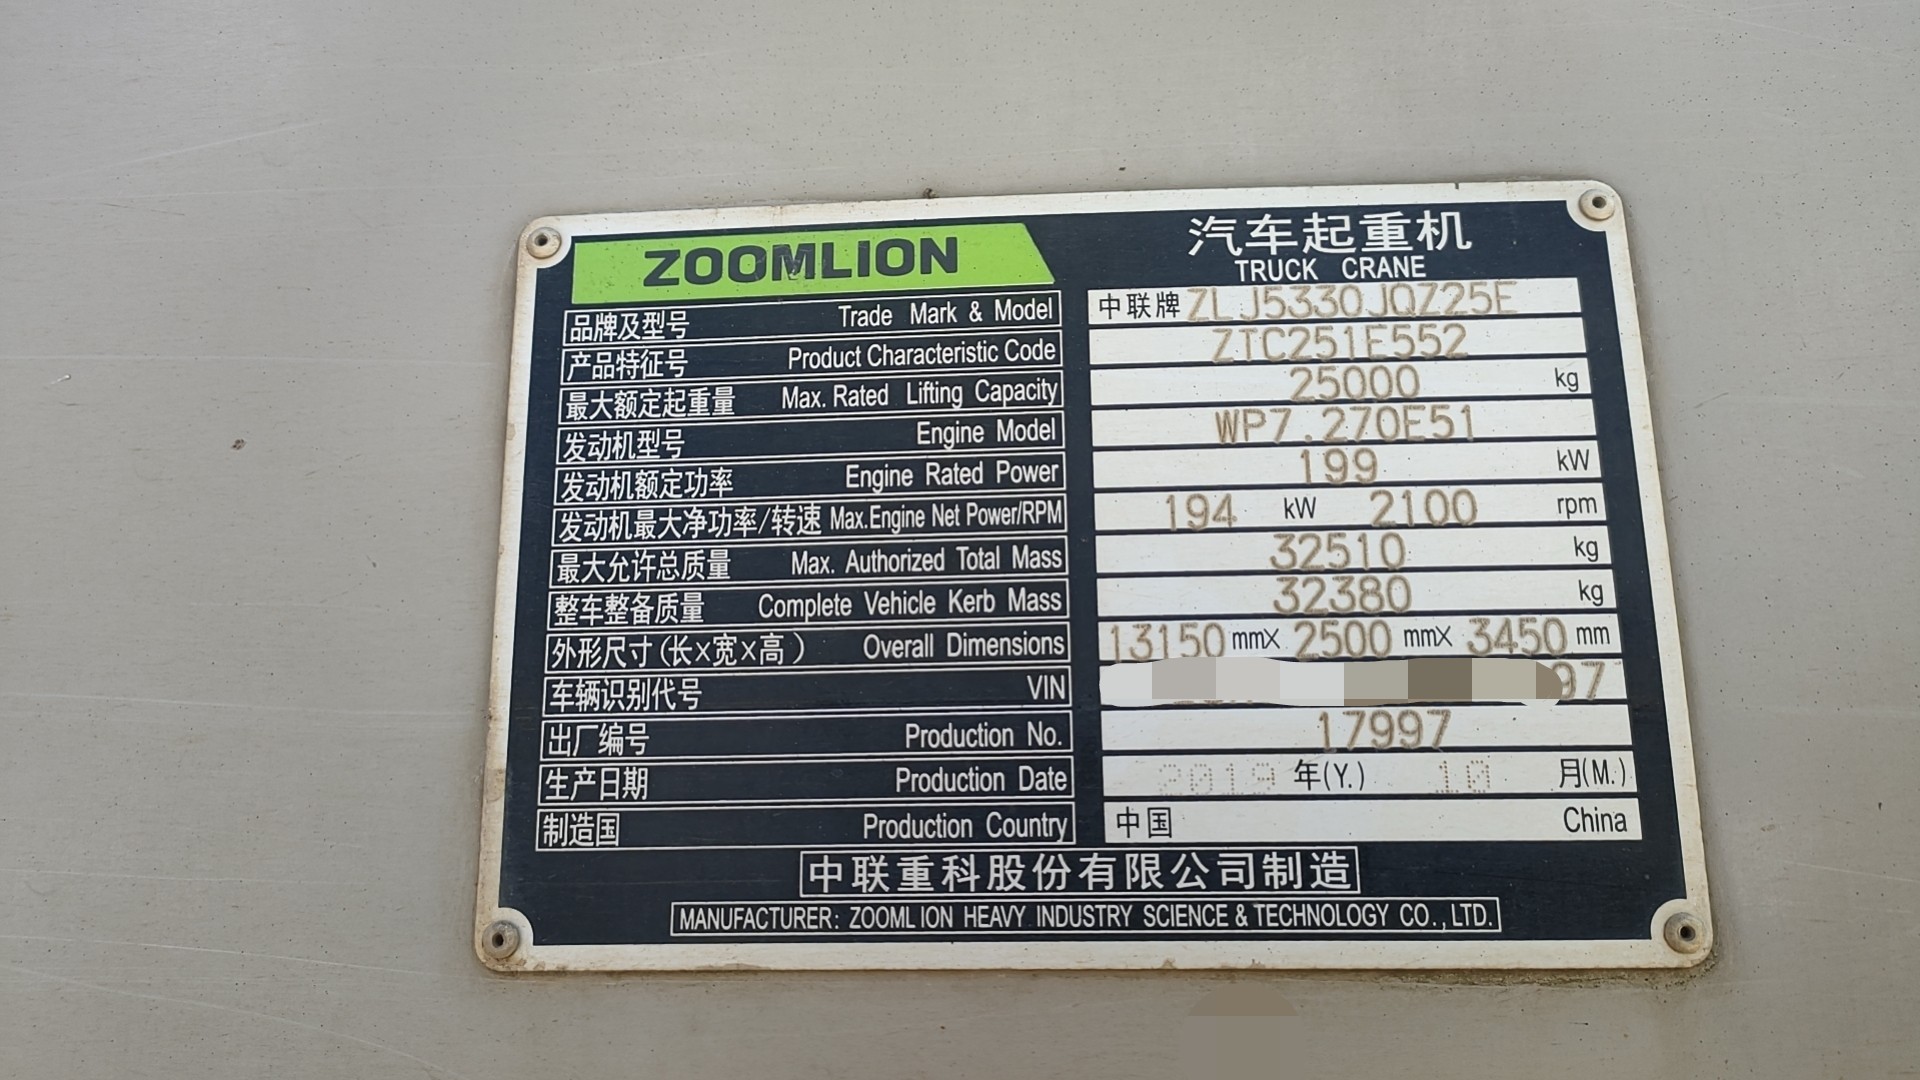 ZOOMLION
汽车起重机
TRUCK CRANE
品牌及型号 Trade Mark & Model 中联牌 ZLJ5330JQZ25E
产品特征号 Product Characteristic Code ZTC251E552
最大额定起重量 Max. Rated Lifting Capacity 25000 kg
发动机型号 Engine Model WP7.270E51
发动机额定功率 Engine Rated Power 199 kW
发动机最大净功率/转速 Max.Engine Net Power/RPM 194 kW 2100 rpm
最大允许总质量 Max. Authorized Total Mass 32510 kg
整车整备质量 Complete Vehicle Kerb Mass 32380 kg
外形尺寸(长×宽×高) Overall Dimensions 13150 mmX 2500 mmX 3450 mm
车辆识别代号 VIN 97
出厂编号 Production No. 17997
生产日期 Production Date 2019 年(Y.) 10 月(M.)
制造国 Production Country 中国 China
中联重科股份有限公司制造
MANUFACTURER: ZOOMLION HEAVY INDUSTRY SCIENCE & TECHNOLOGY CO., LTD.